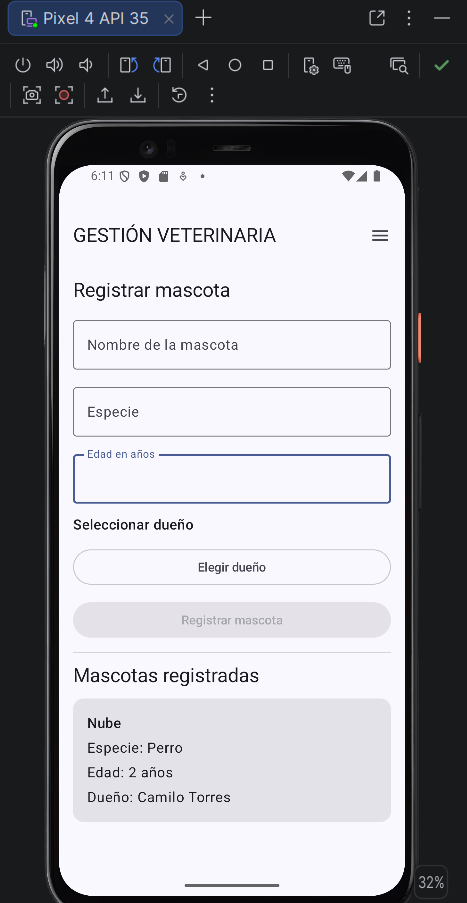 Pixel 4 API 35
6:11
GESTIÓN VETERINARIA
Registrar mascota
Nombre de la mascota
Especie
Edad en años
Seleccionar dueño
Elegir dueño
Registrar mascota
Mascotas registradas
Nube
Especie: Perro
Edad: 2 años
Dueño: Camilo Torres
32%